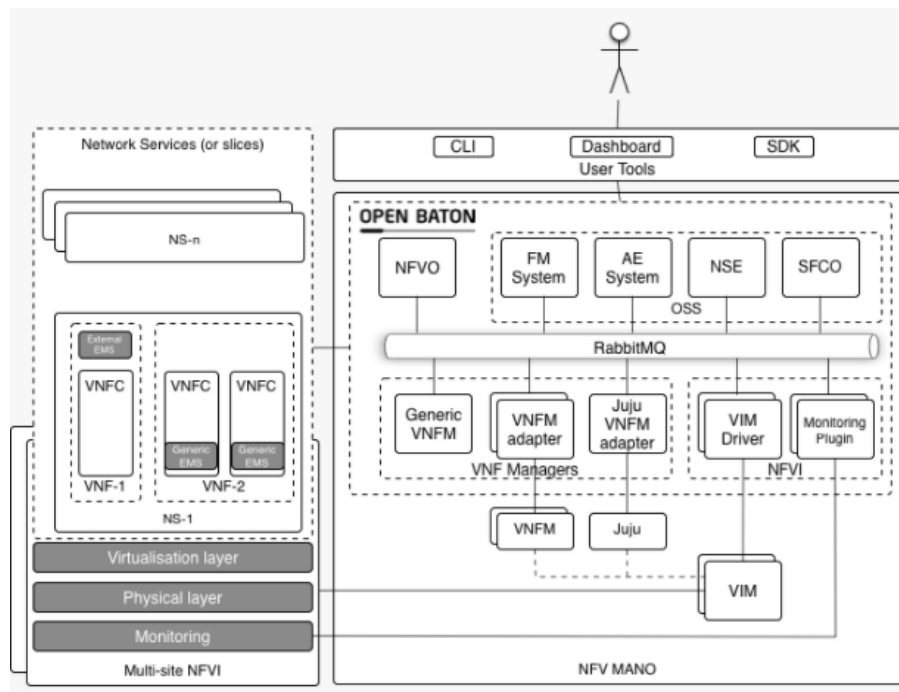 Network Services (or slices)
NS-n
External
EMS
VNFC
VNFC
VNFC
Generic
EMS
Generic
EMS
VNF-1
VNF-2
NS-1
Virtualisation layer
Physical layer
Monitoring
Multi-site NFVI
CLI
Dashboard
SDK
User Tools
OPEN BATON
NFVO
FM
System
AE
System
NSE
SFCO
OSS
RabbitMQ
Generic
VNFM
VNFM
adapter
Juju
VNFM
adapter
VNF Managers
VIM
Driver
Monitoring
Plugin
NFVI
VNFM
Juju
VIM
NFV MANO